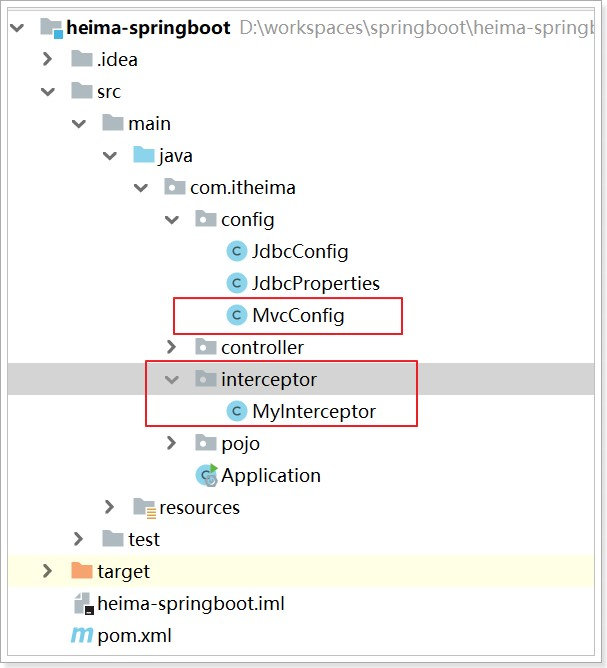 heima-springboot D:\workspaces\springboot\heima-spring
.idea
src
main
java
com.itheima
config
JdbcConfig
JdbcProperties
MvcConfig
controller
interceptor
MyInterceptor
pojo
Application
resources
test
target
heima-springboot.iml
pom.xml